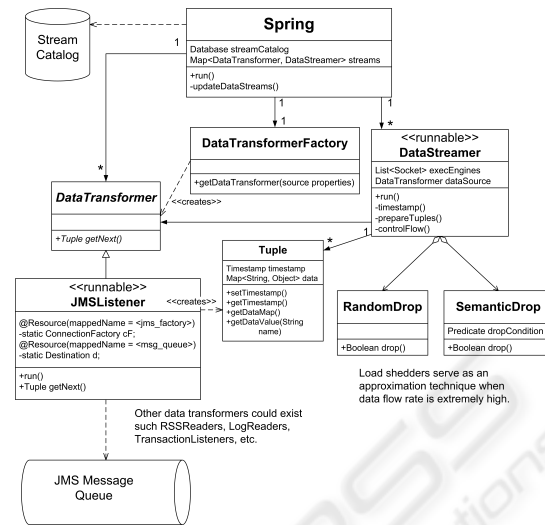 Stream
Catalog
Spring
Database streamCatalog
Map<DataTransformer, DataStreamer> streams
+run()
-updateDataStreams()
1
1
1
1
*
*
DataTransformerFactory
+getDataTransformer(source properties)
<<creates>>
<<runnable>>
DataStreamer
List<Socket> execEngines
DataTransformer dataSource
+run()
-timestamp()
-prepareTuples()
-controlFlow()
1
*
DataTransformer
+Tuple getNext()
Tuple
Timestamp timestamp
Map<String, Object> data
+setTimestamp()
+getTimestamp()
+getDataMap()
+getDataValue(String
name)
<<runnable>>
JMSListener
@Resource(mappedName = <jms_factory>)
-static ConnectionFactory cF;
@Resource(mappedName = <msg_queue>)
-static Destination d;
+run()
+Tuple getNext()
<<creates>>
RandomDrop
+Boolean drop()
SemanticDrop
Predicate dropCondition
+Boolean drop()
Load shedders serve as an
approximation technique when
data flow rate is extremely high.
Other data transformers could exist
such RSSReaders, LogReaders,
TransactionListeners, etc.
JMS Message
Queue